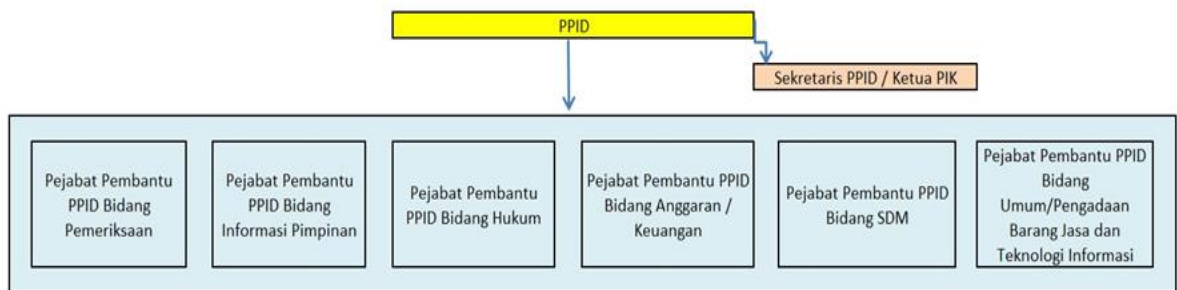 PPID
Sekretaris PPID / Ketua PIK
Pejabat Pembantu
PPID Bidang
Pemeriksaan
Pejabat Pembantu
PPID Bidang
Informasi Pimpinan
Pejabat Pembantu
PPID Bidang Hukum
Pejabat Pembantu PPID
Bidang Anggaran /
Keuangan
Pejabat Pembantu PPID
Bidang SDM
Pejabat Pembantu PPID
Bidang
Umum/Pengadaan
Barang Jasa dan
Teknologi Informasi